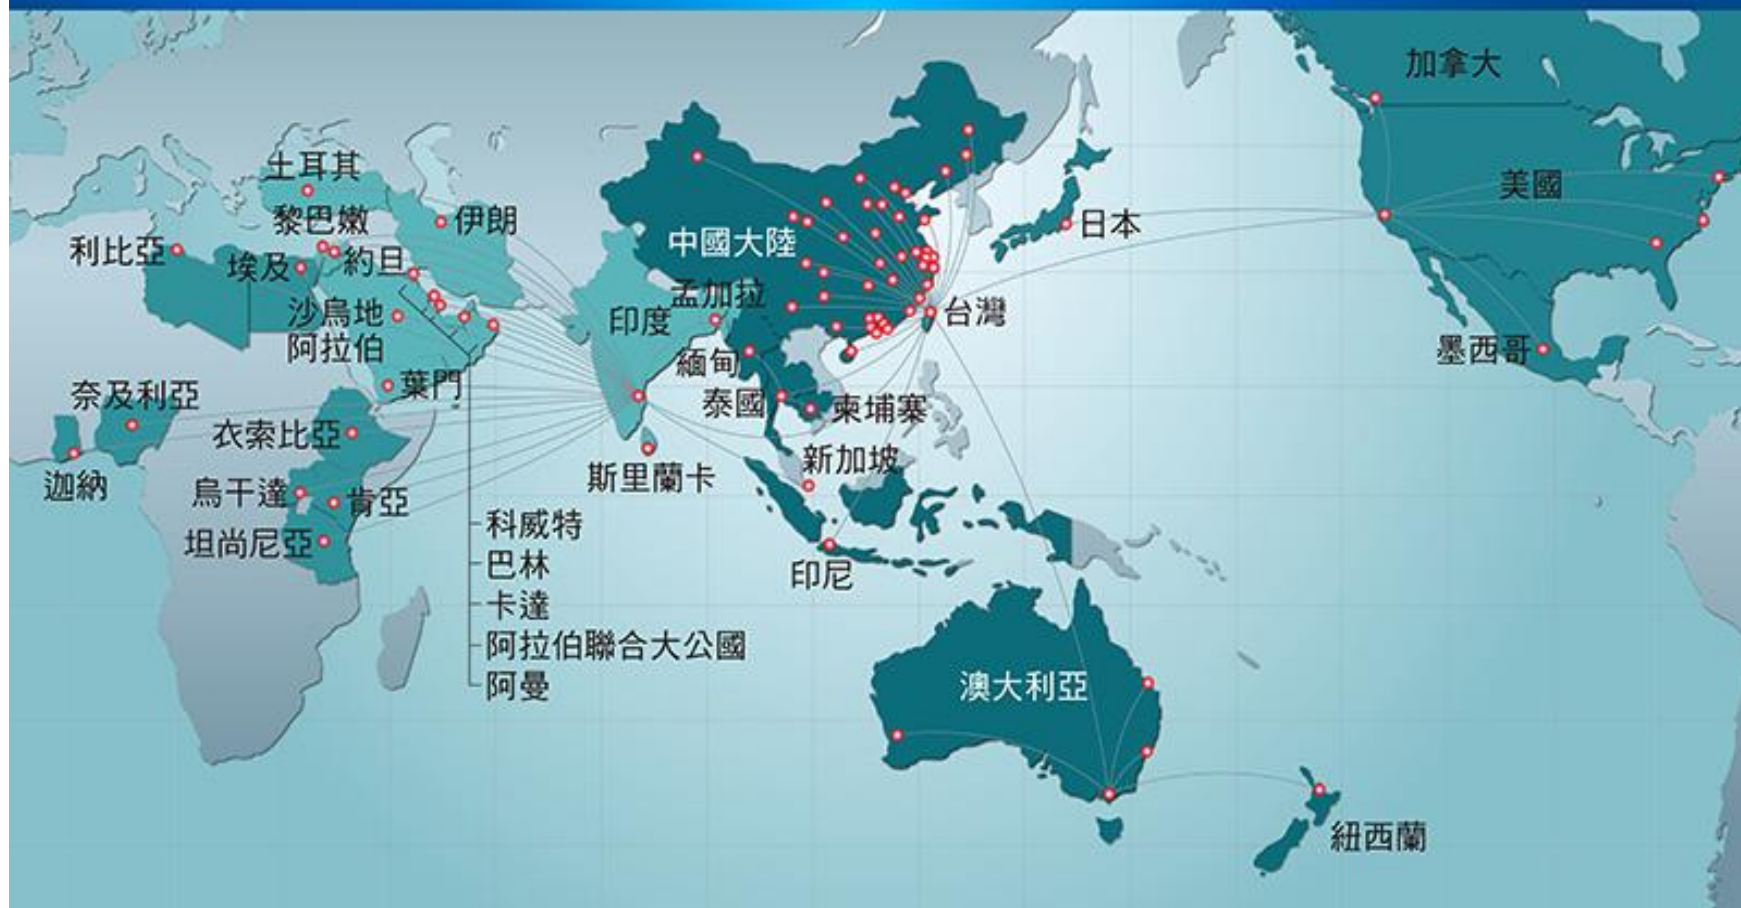 加拿大
土耳其
美國
黎巴嫩
伊朗
日本
利比亞
埃及
約旦
中國大陸
孟加拉
沙烏地
阿拉伯
印度
台灣
緬甸
墨西哥
葉門
奈及利亞
泰國
柬埔寨
衣索比亞
新加坡
斯里蘭卡
迦納
烏干達
肯亞
坦尚尼亞
科威特
巴林
卡達
阿拉伯聯合大公國
阿曼
印尼
澳大利亞
紐西蘭